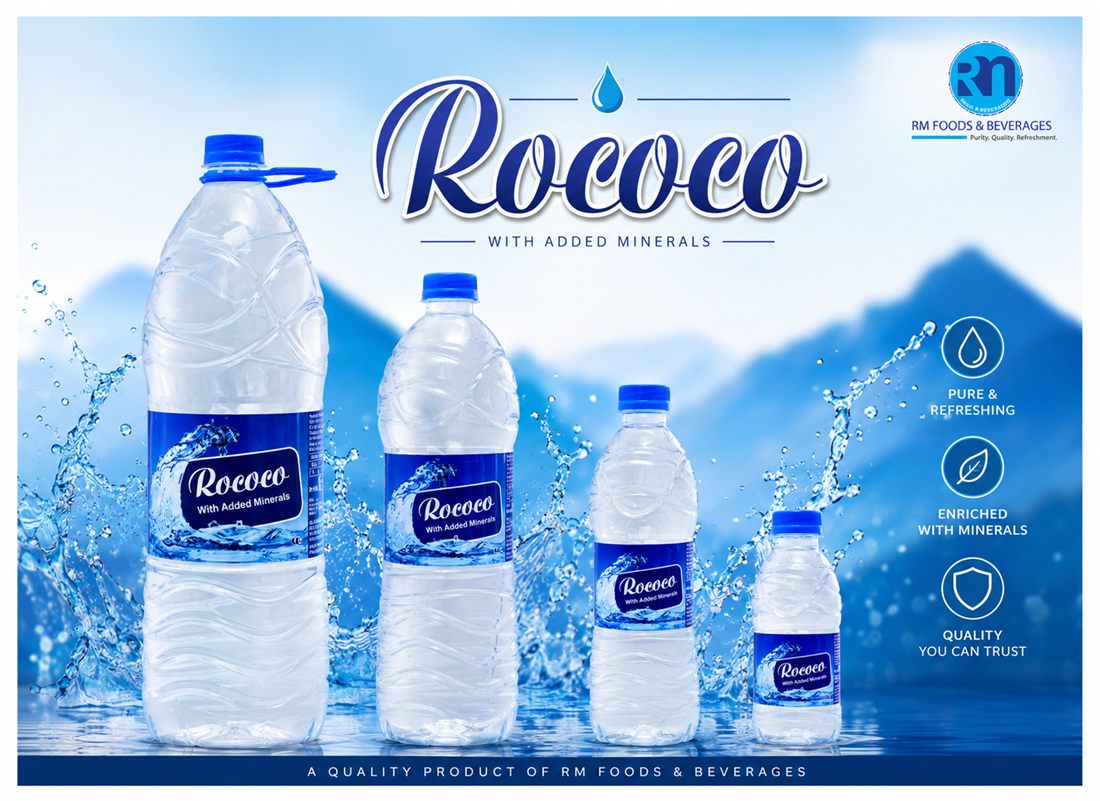 Rococo
WITH ADDED MINERALS
RM
RM FOODS & BEVERAGES
Purity. Quality. Refreshment.
PURE &
REFRESHING
ENRICHED
WITH MINERALS
QUALITY
YOU CAN TRUST
Rococo
With Added Minerals
Rococo
With Added Minerals
Rococo
With Added Minerals
Rococo
With Added Minerals
A QUALITY PRODUCT OF RM FOODS & BEVERAGES